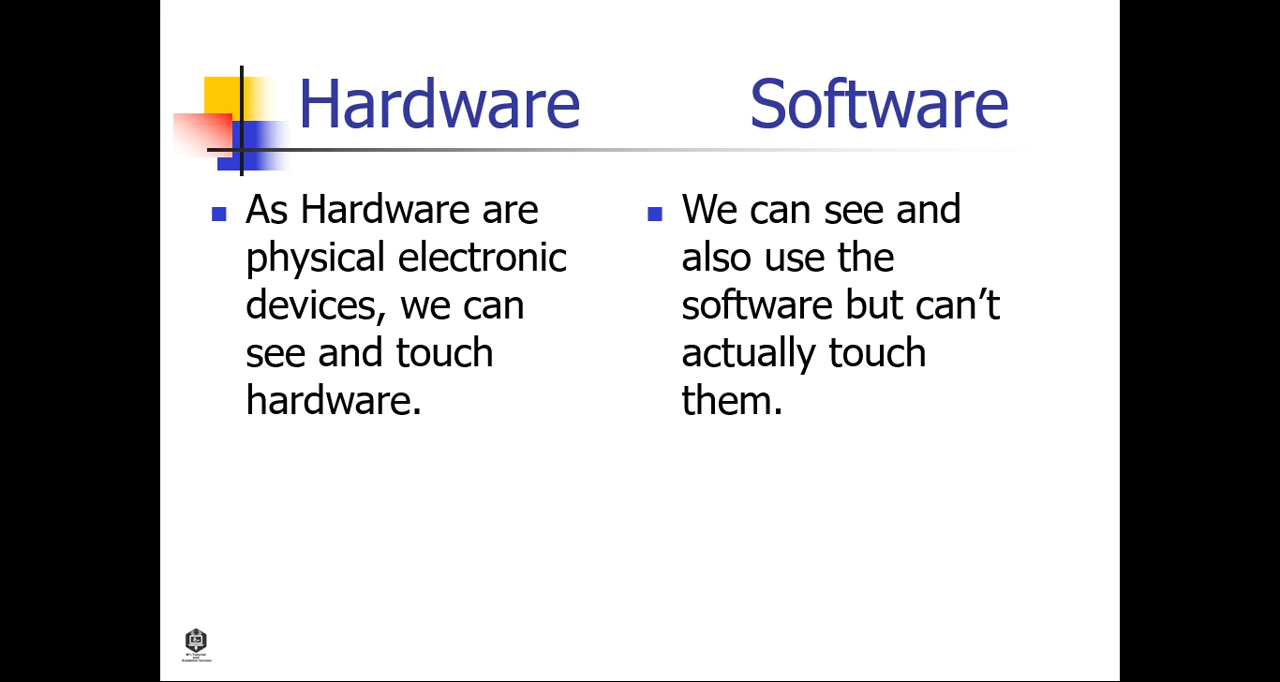 Hardware Software
As Hardware are
physical electronic
devices, we can
see and touch
hardware.
We can see and
also use the
software but can’t
actually touch
them.